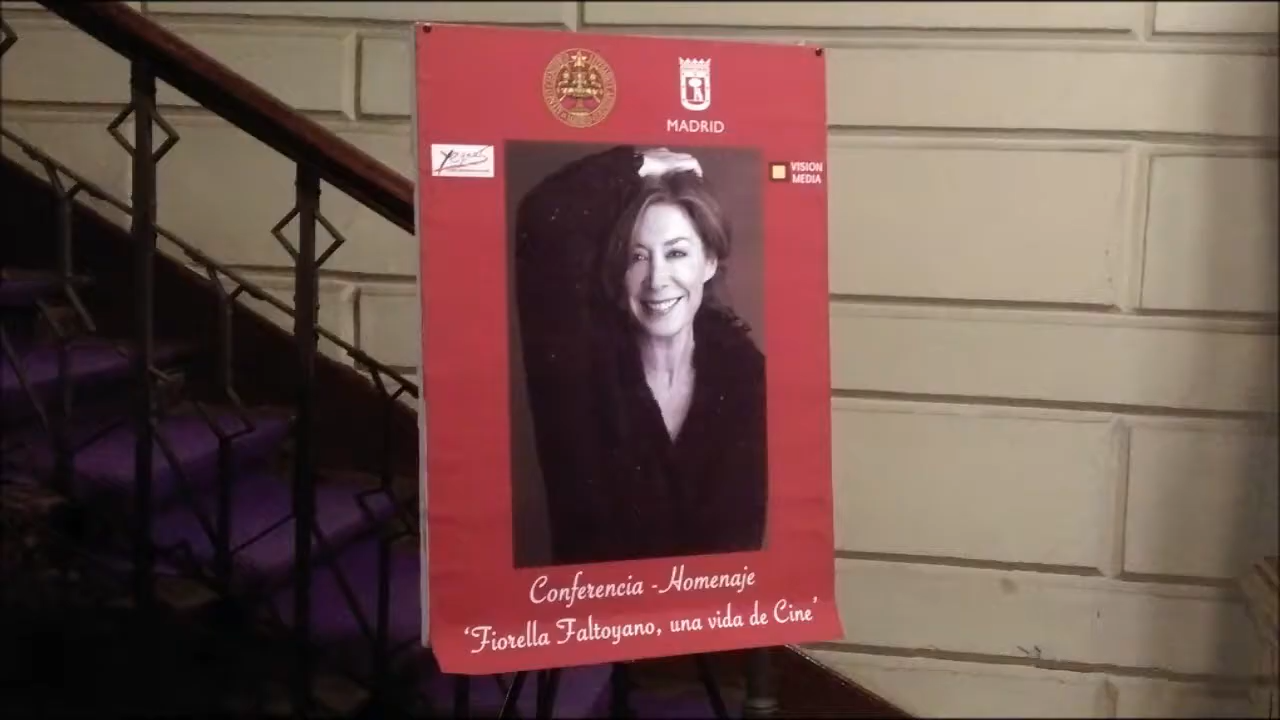 MADRID
VISION
MEDIA
Conferencia - Homenaje
'Fiorella Faltoyano, una vida de Cine'